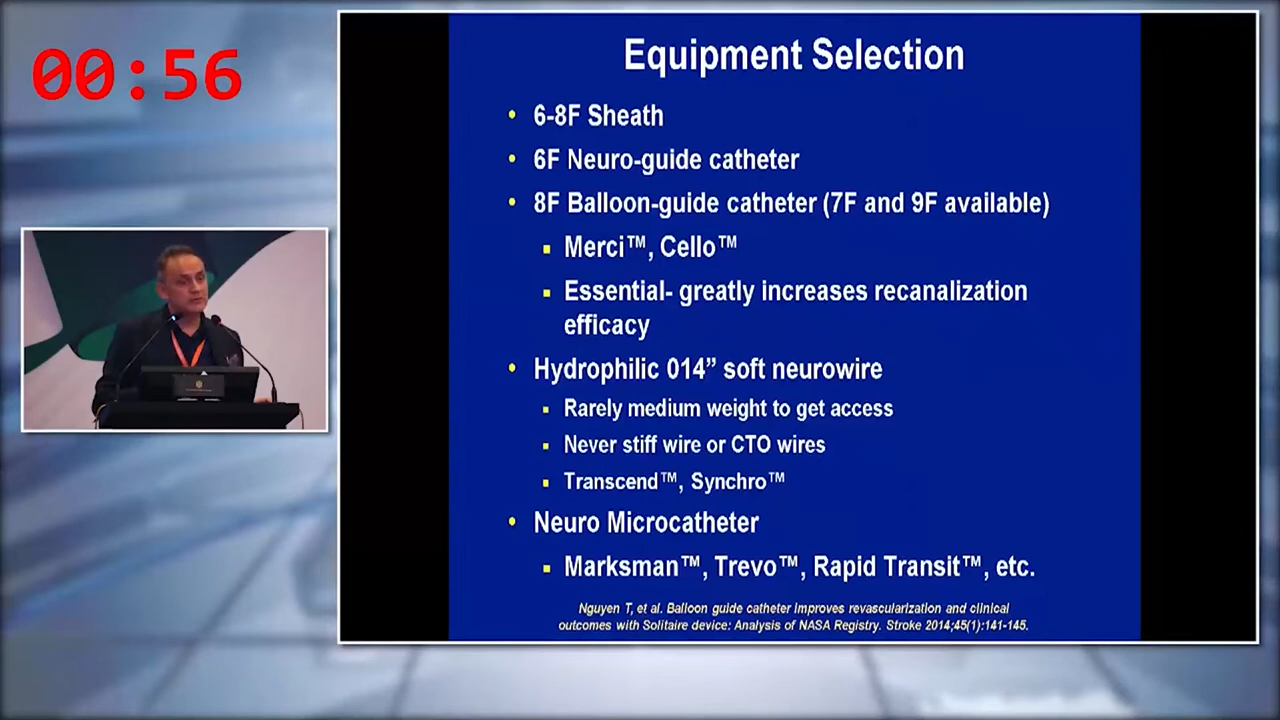 00:56
Equipment Selection
• 6-8F Sheath
• 6F Neuro-guide catheter
• 8F Balloon-guide catheter (7F and 9F available)
▪ Merci™, Cello™
▪ Essential- greatly increases recanalization
efficacy
• Hydrophilic 014” soft neurowire
▪ Rarely medium weight to get access
▪ Never stiff wire or CTO wires
▪ Transcend™, Synchro™
• Neuro Microcatheter
▪ Marksman™, Trevo™, Rapid Transit™, etc.
Nguyen T, et al. Balloon guide catheter improves revascularization and clinical
outcomes with Solitaire device: Analysis of NASA Registry. Stroke 2014;45(1):141-145.